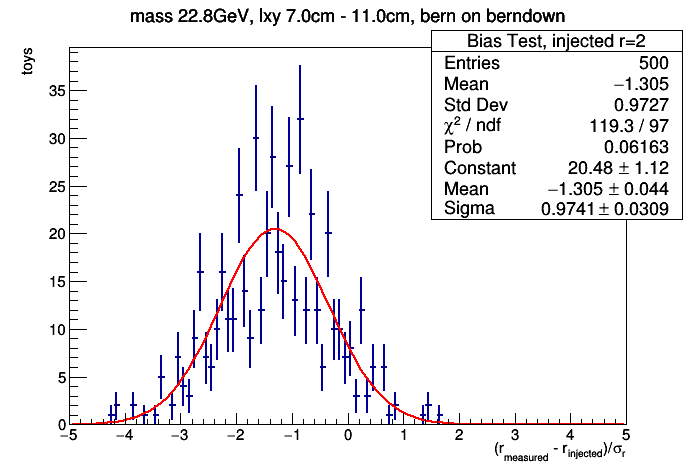 mass 22.8GeV, lxy 7.0cm - 11.0cm, bern on berndown
Bias Test, injected r=2
Entries 500
Mean −1.305
Std Dev 0.9727
χ² / ndf 119.3 / 97
Prob 0.06163
Constant 20.48 ± 1.12
Mean −1.305 ± 0.044
Sigma 0.9741 ± 0.0309
toys
35
30
25
20
15
10
5
0
−5 −4 −3 −2 −1 0 1 2 3 4 5
(r_measured - r_injected)/σ_r